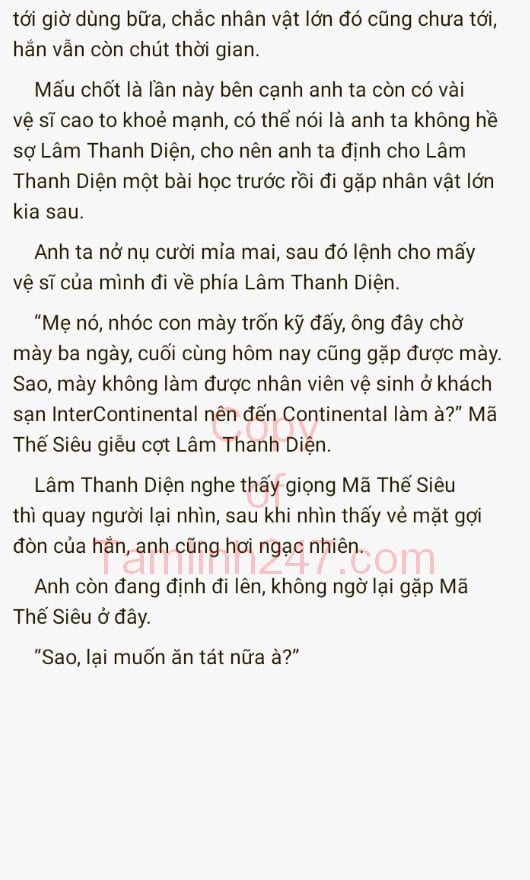 tới giờ dùng bữa, chắc nhân vật lớn đó cũng chưa tới,
hắn vẫn còn chút thời gian.
Mấu chốt là lần này bên cạnh anh ta còn có vài
vệ sĩ cao to khoẻ mạnh, có thể nói là anh ta không hề
sợ Lâm Thanh Diện, cho nên anh ta định cho Lâm
Thanh Diện một bài học trước rồi đi gặp nhân vật lớn
kia sau.
Anh ta nở nụ cười mỉa mai, sau đó lệnh cho mấy
vệ sĩ của mình đi về phía Lâm Thanh Diện.
“Mẹ nó, nhóc con mày trốn kỹ đấy, ông đây chờ
mày ba ngày, cuối cùng hôm nay cũng gặp được mày.
Sao, mày không làm được nhân viên vệ sinh ở khách
sạn InterContinental nên đến Continental làm à?” Mã
Thế Siêu giễu cợt Lâm Thanh Diện.
Copy
Lâm Thanh Diện nghe thấy giọng Mã Thế Siêu
of
thì quay người lại nhìn, sau khi nhìn thấy vẻ mặt gợi
đòn của hắn, anh cũng hơi ngạc nhiên.
Tamlinh247.com
Anh còn đang định đi lên, không ngờ lại gặp Mã
Thế Siêu ở đây.
“Sao, lại muốn ăn tát nữa à?”